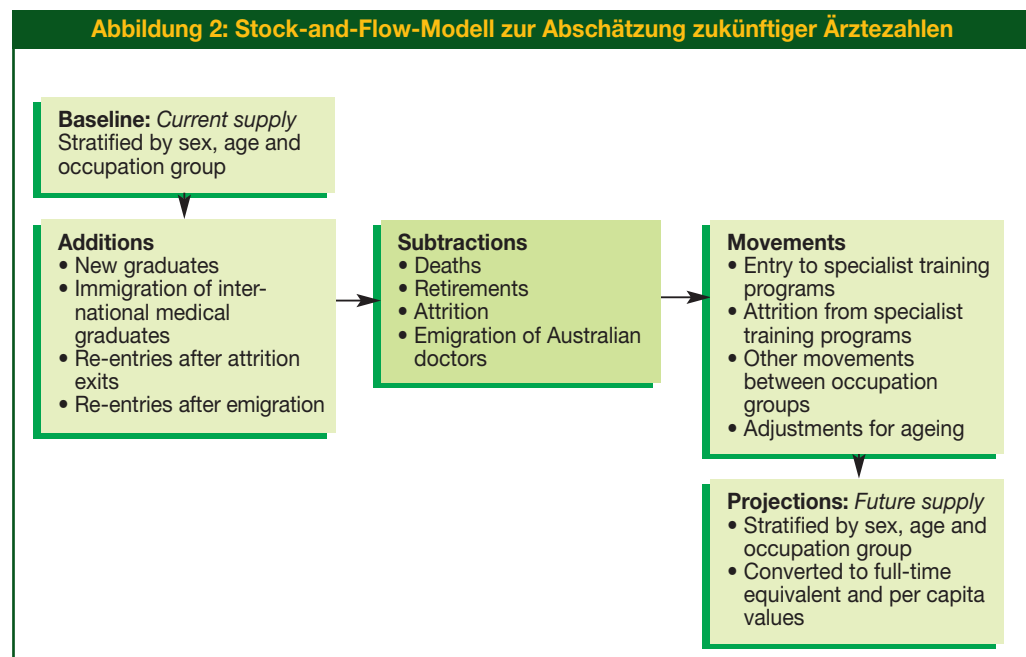 Abbildung 2: Stock-and-Flow-Modell zur Abschätzung zukünftiger Ärztezahlen
Baseline: Current supply
Stratified by sex, age and
occupation group
Additions
• New graduates
• Immigration of inter-
national medical
graduates
• Re-entries after attrition
exits
• Re-entries after emigration
Subtractions
• Deaths
• Retirements
• Attrition
• Emigration of Australian
doctors
Movements
• Entry to specialist training
programs
• Attrition from specialist
training programs
• Other movements
between occupation
groups
• Adjustments for ageing
Projections: Future supply
• Stratified by sex, age and
occupation group
• Converted to full-time
equivalent and per capita
values